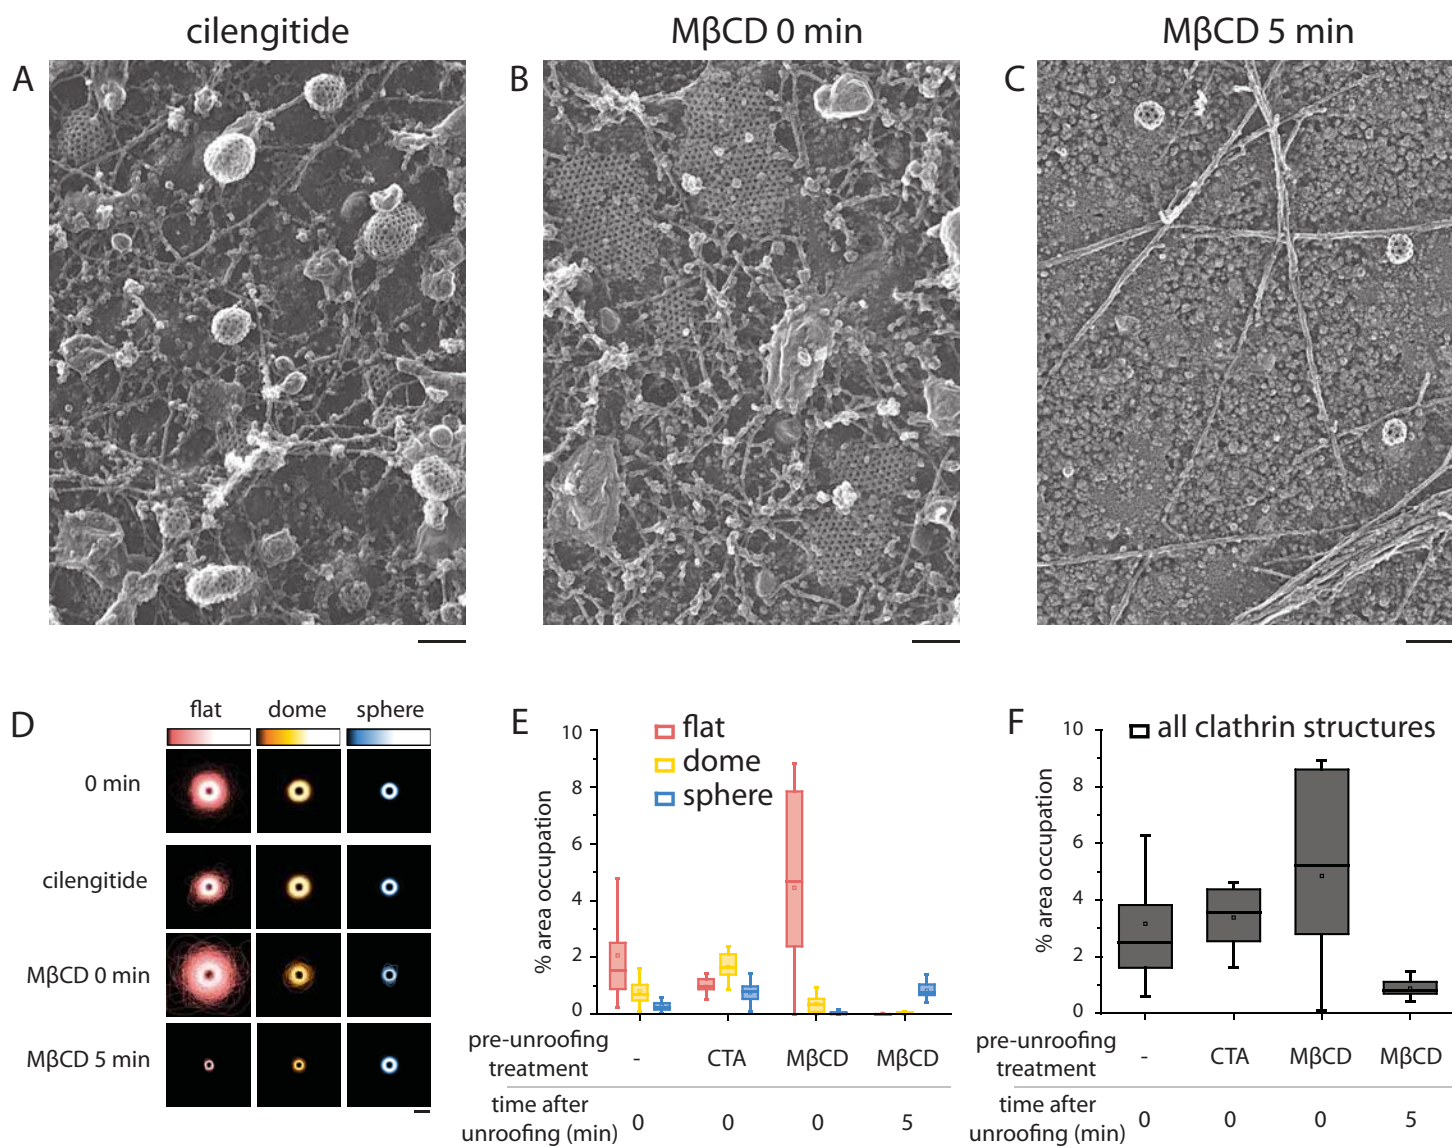 cilengitide
MβCD 0 min
MβCD 5 min
A
B
C
D
flat
dome
sphere
0 min
cilengitide
MβCD 0 min
MβCD 5 min
E
10
8
6
4
2
0
% area occupation
flat
dome
sphere
pre-unroofing
treatment
-
CTA
MβCD
MβCD
time after
unroofing (min)
0
0
0
5
F
10
8
6
4
2
0
% area occupation
all clathrin structures
pre-unroofing
treatment
-
CTA
MβCD
MβCD
time after
unroofing (min)
0
0
0
5